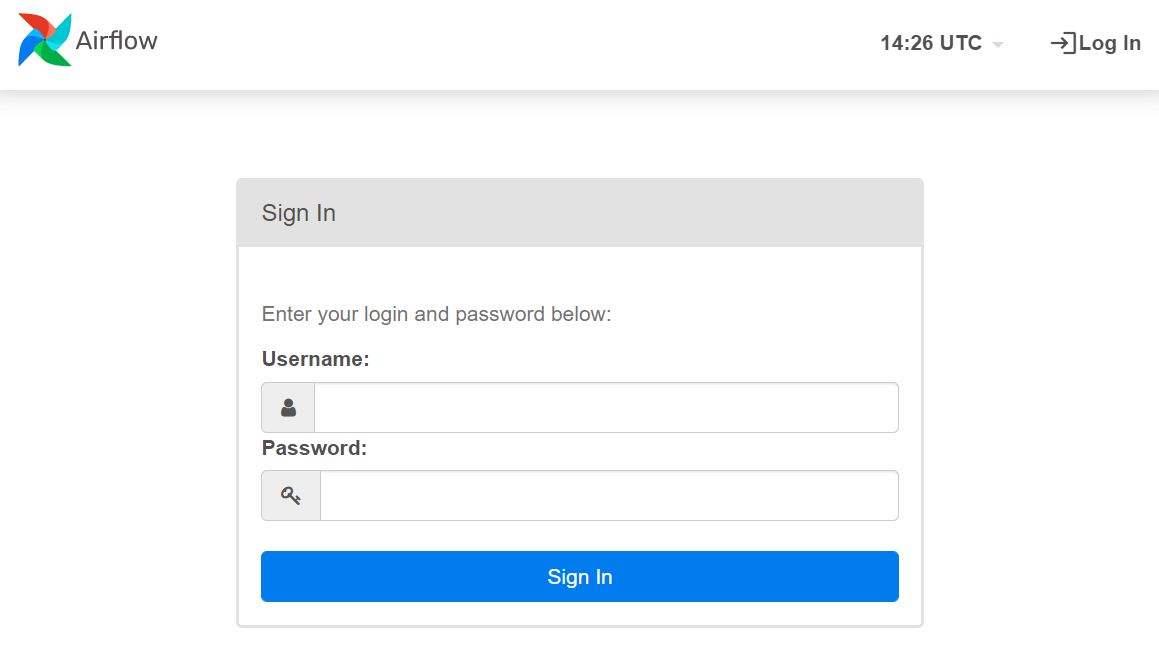 Airflow
14:26 UTC
Log In
Sign In
Enter your login and password below:
Username:
Password:
Sign In